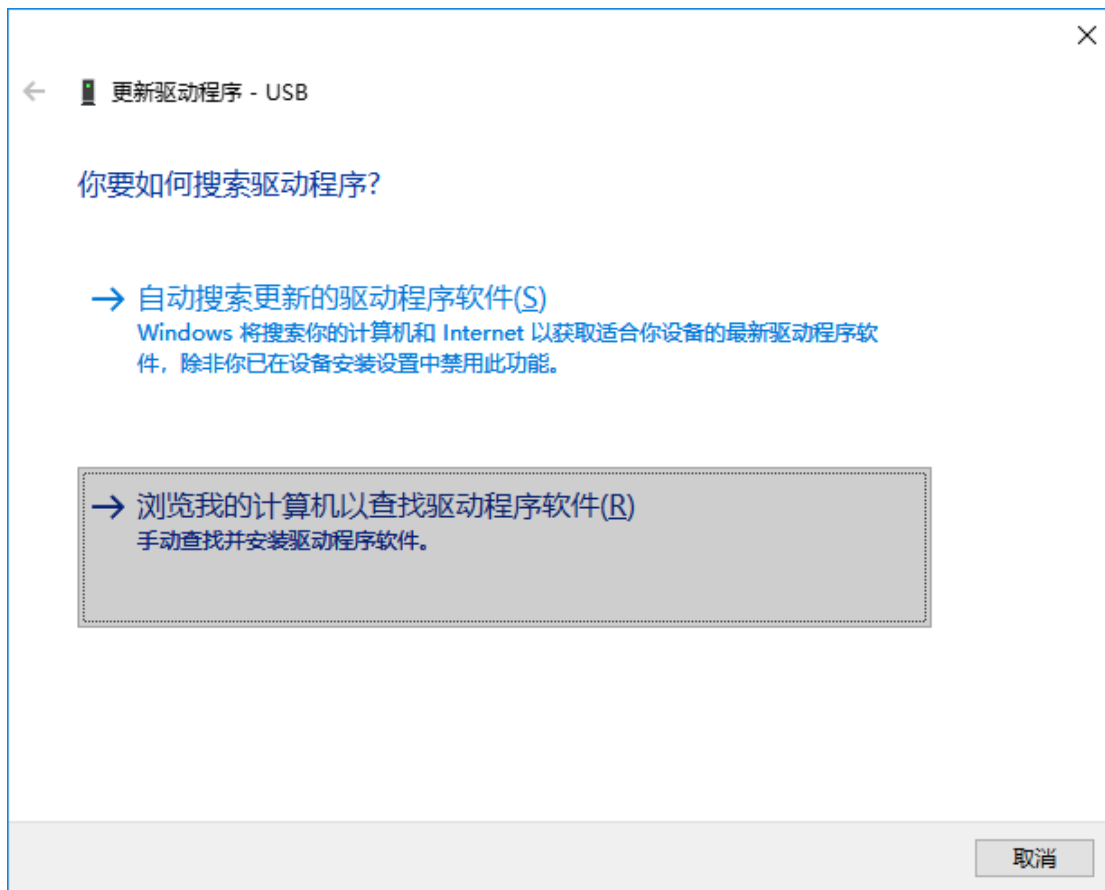 更新驱动程序 - USB
你要如何搜索驱动程序?
自动搜索更新的驱动程序软件(S)
Windows 将搜索你的计算机和 Internet 以获取适合你设备的最新驱动程序软
件，除非你已在设备安装设置中禁用此功能。
浏览我的计算机以查找驱动程序软件(R)
手动查找并安装驱动程序软件。
取消